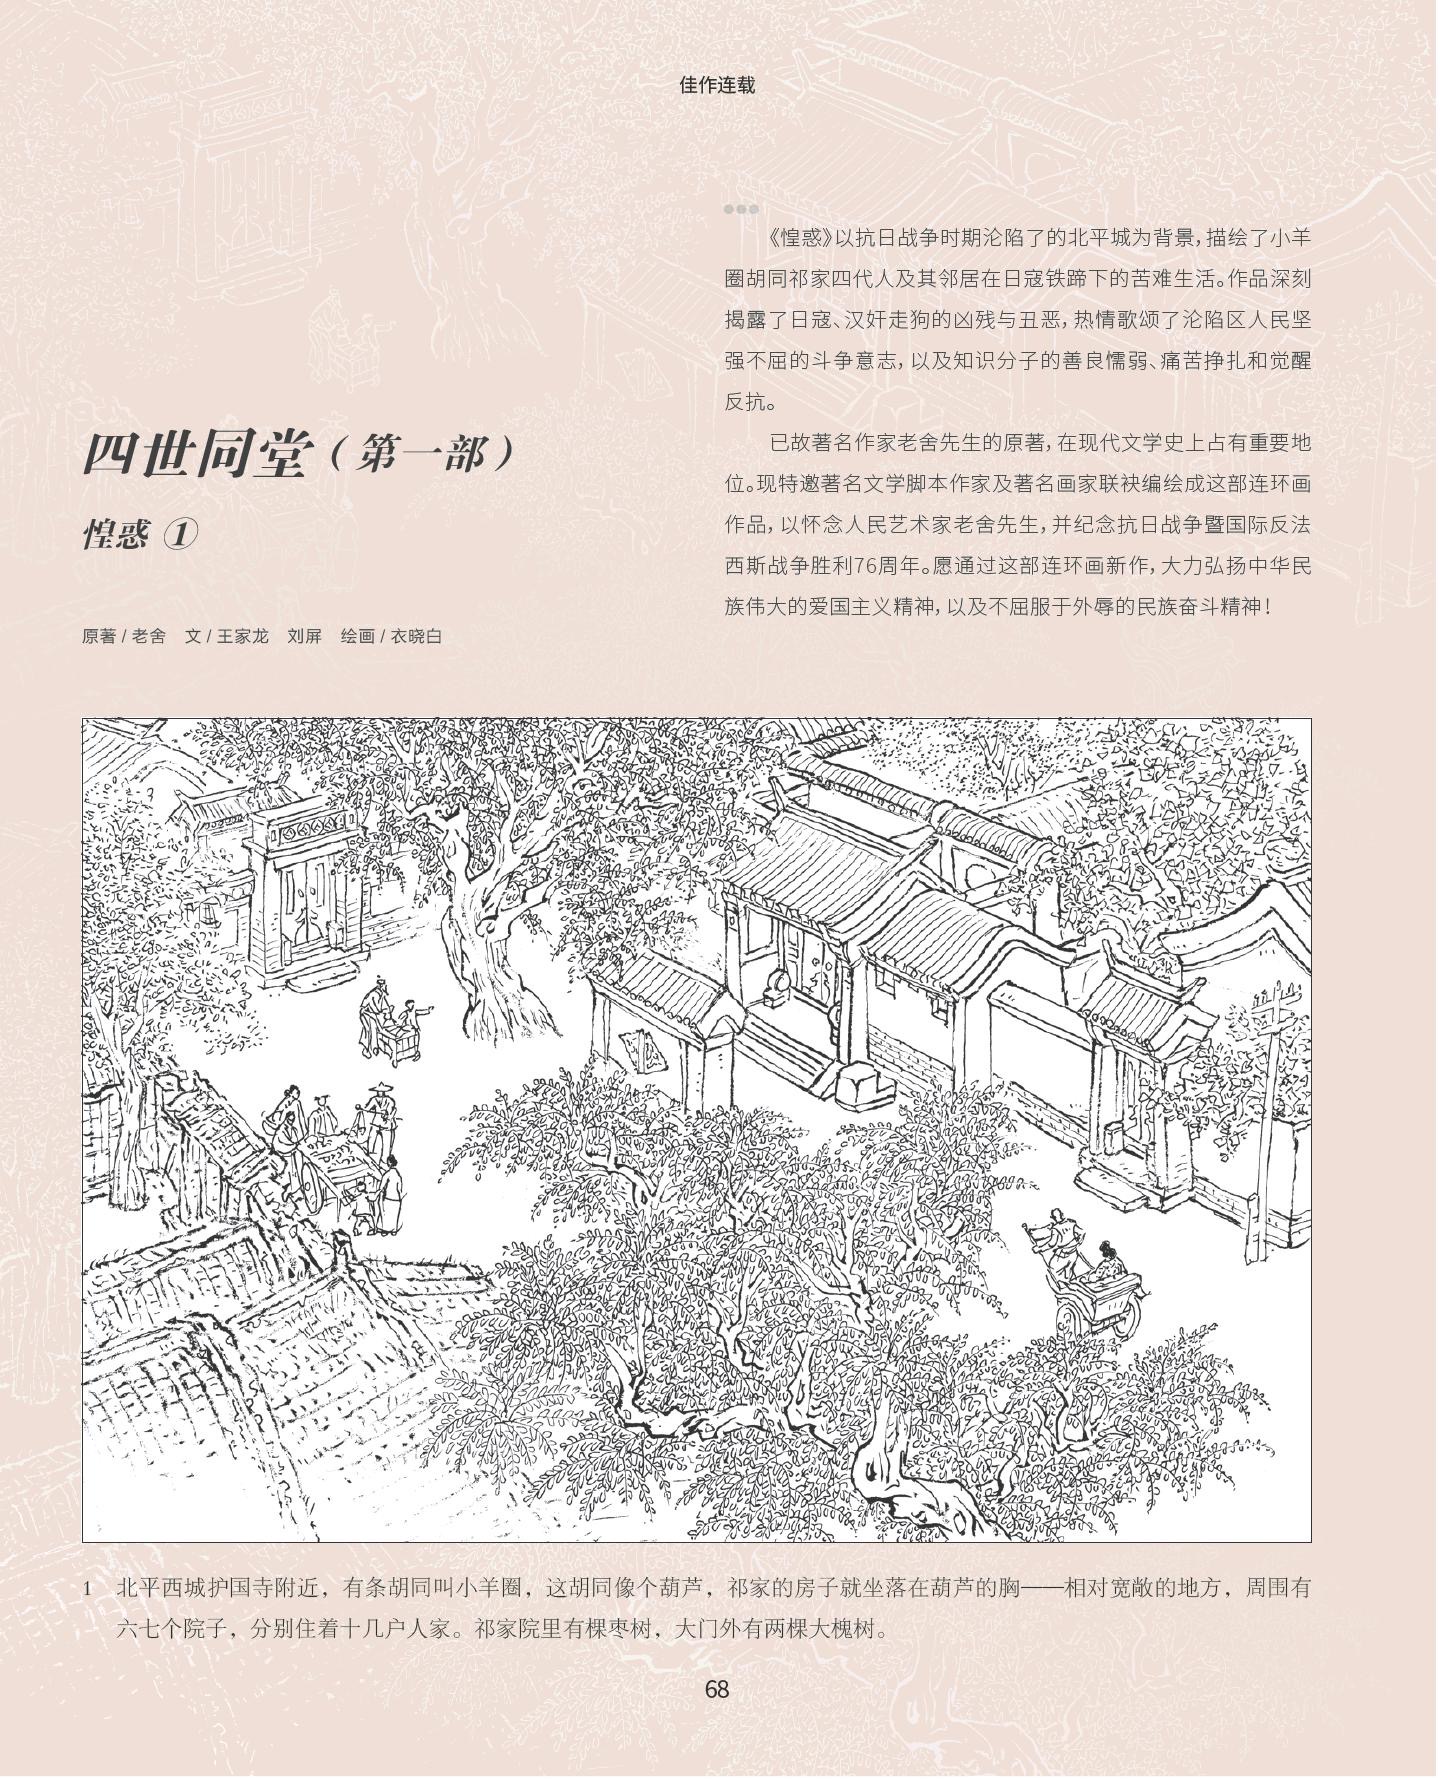 佳作连载
四世同堂（第一部）
惶惑 ①
原著 / 老舍　文 / 王家龙　刘屏　绘画 / 衣晓白
《惶惑》以抗日战争时期沦陷了的北平城为背景，描绘了小羊
圈胡同祁家四代人及其邻居在日寇铁蹄下的苦难生活。作品深刻
揭露了日寇、汉奸走狗的凶残与丑恶，热情歌颂了沦陷区人民坚
强不屈的斗争意志，以及知识分子的善良懦弱、痛苦挣扎和觉醒
反抗。
已故著名作家老舍先生的原著，在现代文学史上占有重要地
位。现特邀著名文学脚本作家及著名画家联袂编绘成这部连环画
作品，以怀念人民艺术家老舍先生，并纪念抗日战争暨国际反法
西斯战争胜利76周年。愿通过这部连环画新作，大力弘扬中华民
族伟大的爱国主义精神，以及不屈服于外辱的民族奋斗精神！
1　北平西城护国寺附近，有条胡同叫小羊圈，这胡同像个葫芦，祁家的房子就坐落在葫芦的胸——相对宽敞的地方，周围有
六七个院子，分别住着十几户人家。祁家院里有棵枣树，大门外有两棵大槐树。
68